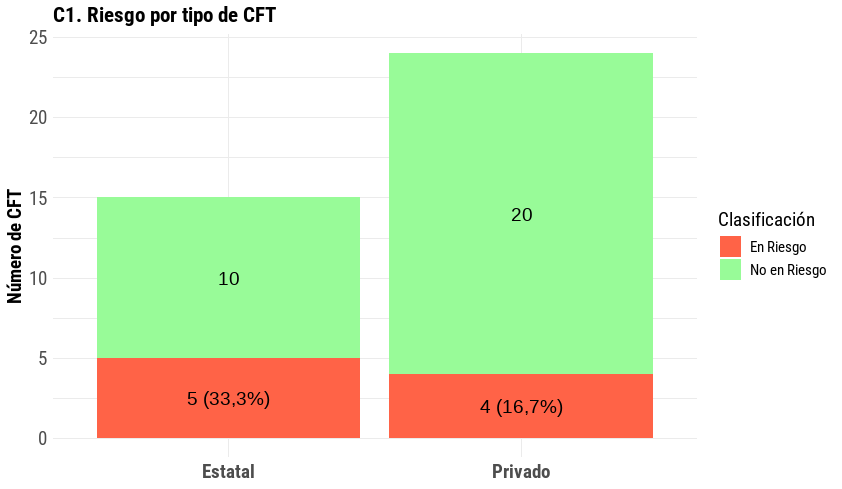 C1. Riesgo por tipo de CFT
Número de CFT
25
20
15
10
5
0
10
5 (33,3%)
20
4 (16,7%)
Estatal
Privado
Clasificación
En Riesgo
No en Riesgo